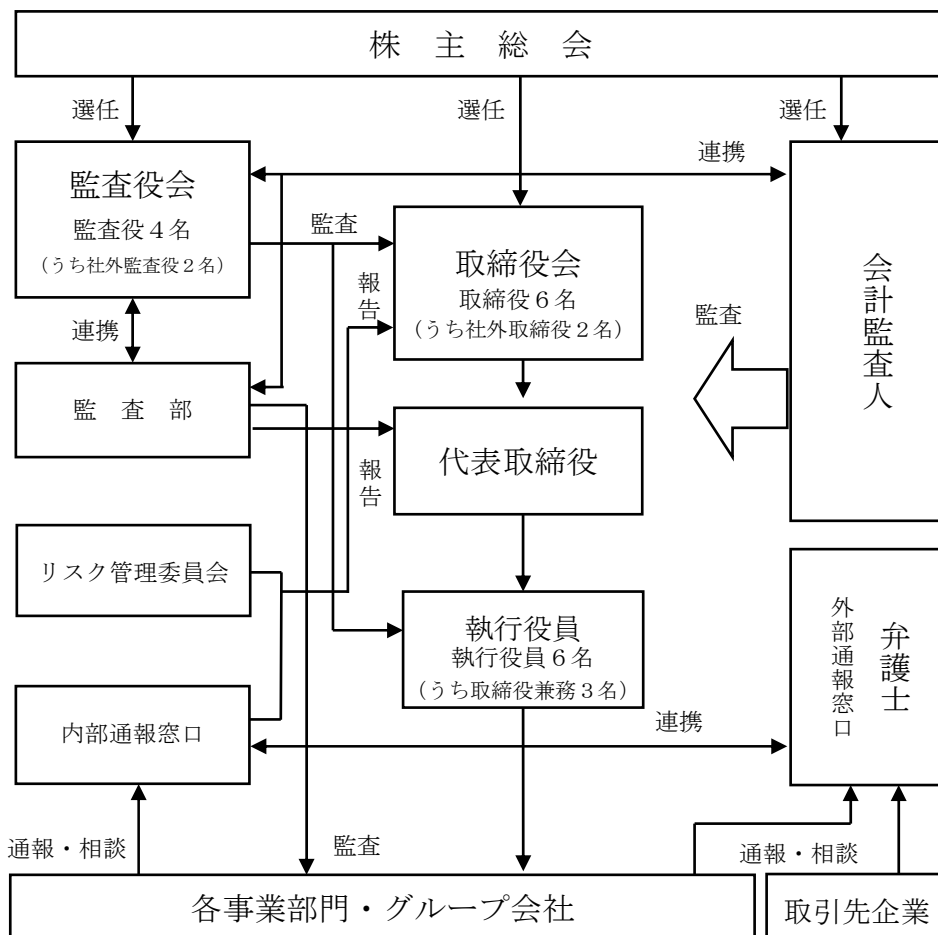 株 主 総 会
選任
選任
選任
連携
監査役会
監査役４名
（うち社外監査役２名）
監査
報告
取締役会
取締役６名
（うち社外取締役２名）
監査
会計監査人
連携
監 査 部
報告
代表取締役
リスク管理委員会
執行役員
執行役員６名
（うち取締役兼務３名）
弁護士
外部通報窓口
内部通報窓口
連携
通報・相談
監査
通報・相談
各事業部門・グループ会社
取引先企業